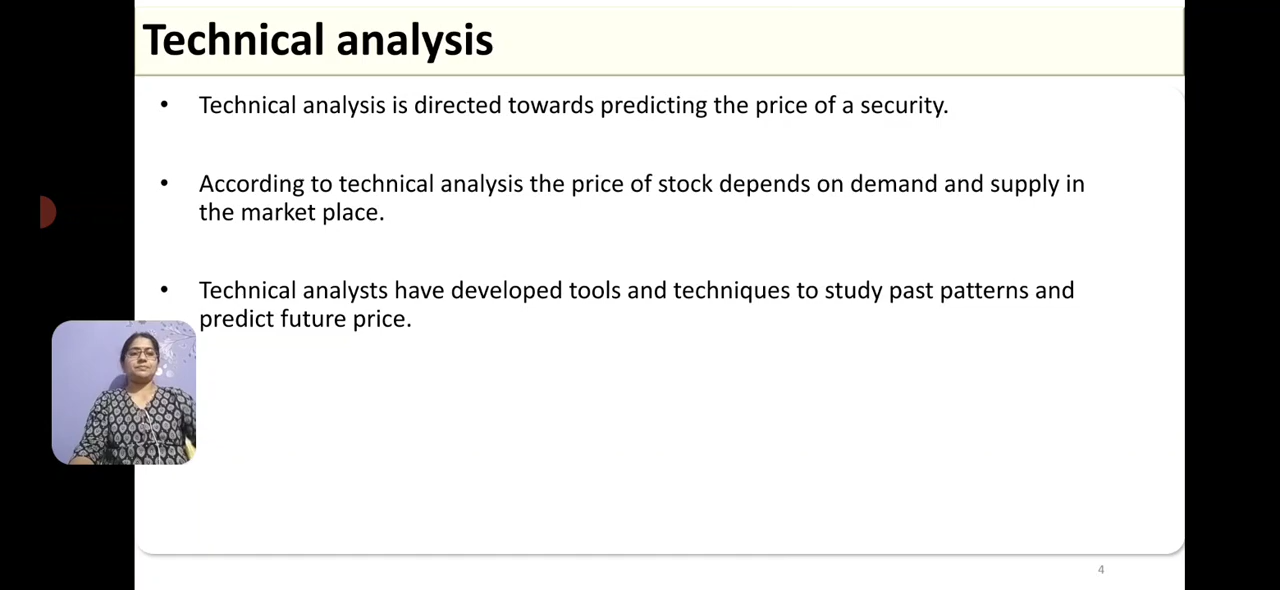 Technical analysis
• Technical analysis is directed towards predicting the price of a security.
• According to technical analysis the price of stock depends on demand and supply in
the market place.
• Technical analysts have developed tools and techniques to study past patterns and
predict future price.
4